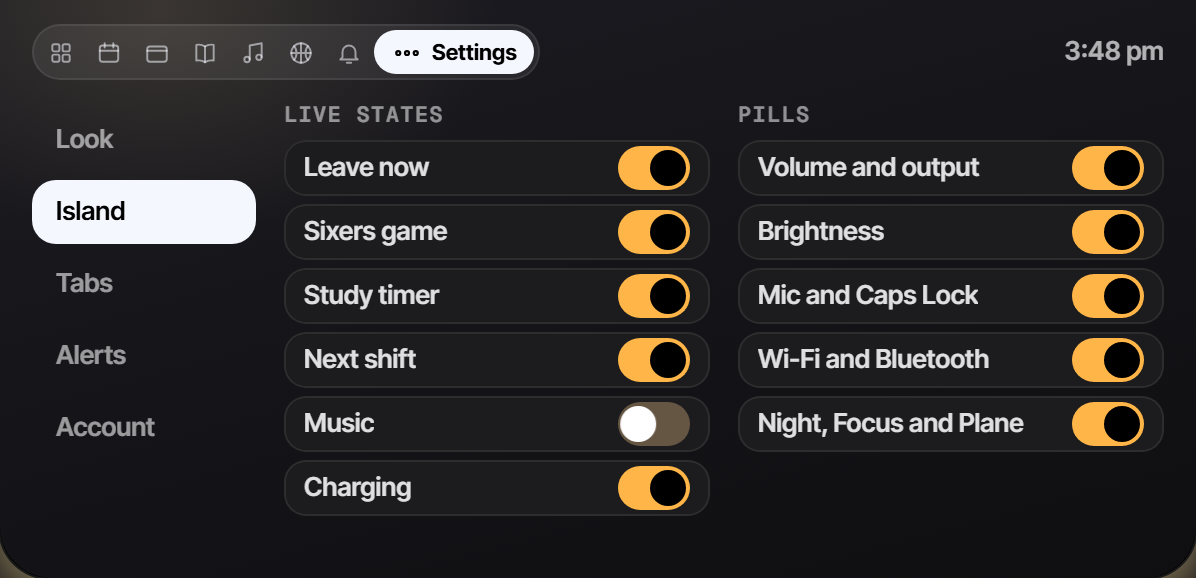 Settings
3:48 pm
Look
Island
Tabs
Alerts
Account
LIVE STATES
Leave now
Sixers game
Study timer
Next shift
Music
Charging
PILLS
Volume and output
Brightness
Mic and Caps Lock
Wi-Fi and Bluetooth
Night, Focus and Plane